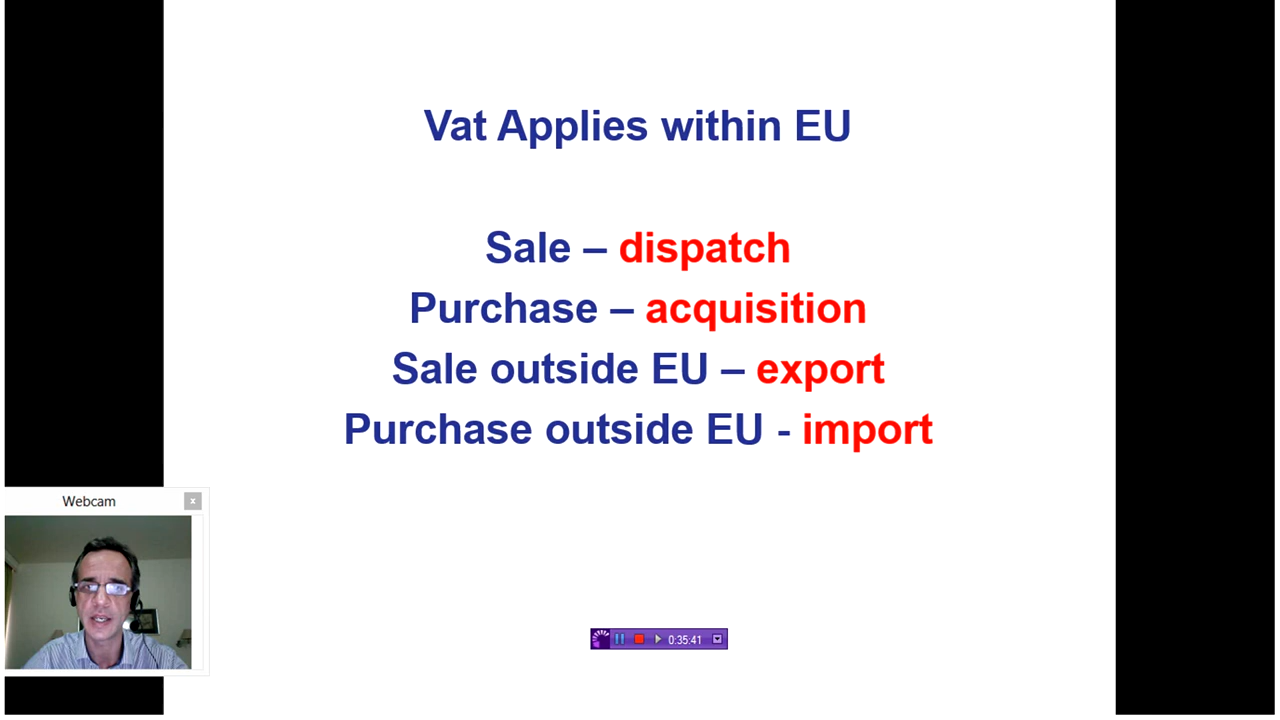 Vat Applies within EU
Sale – dispatch
Purchase – acquisition
Sale outside EU – export
Purchase outside EU - import
Webcam
x
0:35:41